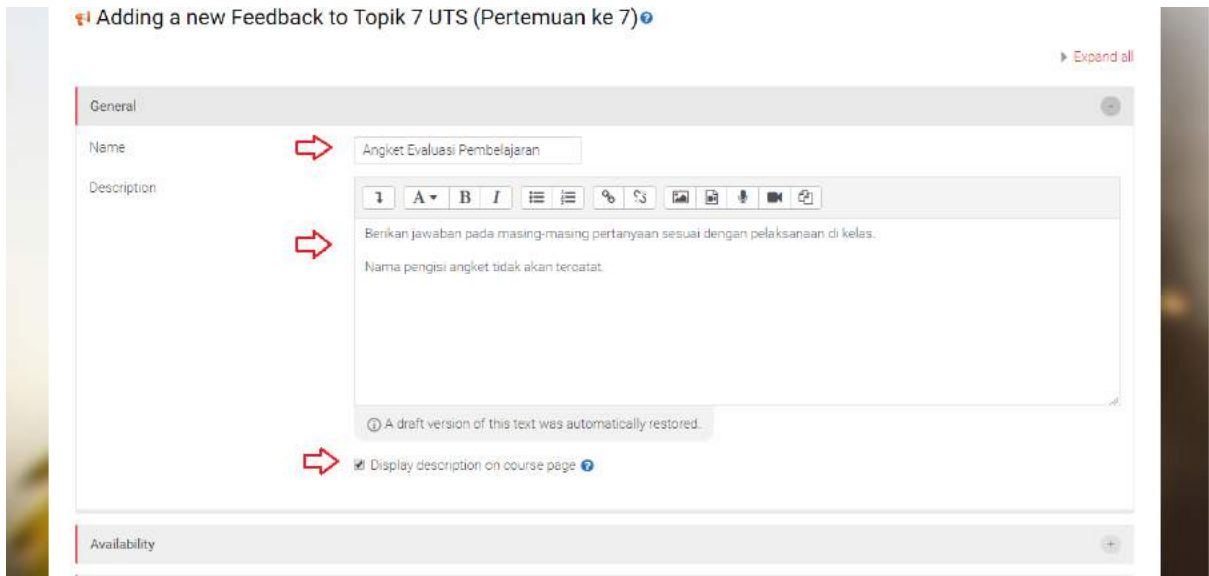 Adding a new Feedback to Topik 7 UTS (Pertemuan ke 7)
Expand all
General
Name
Angket Evaluasi Pembelajaran
Description
A B I
Berikan jawaban pada masing-masing pertanyaan sesuai dengan pelaksanaan di kelas.
Nama pengisi angket tidak akan tercatat
A draft version of this text was automatically restored.
Display description on course page
Availability